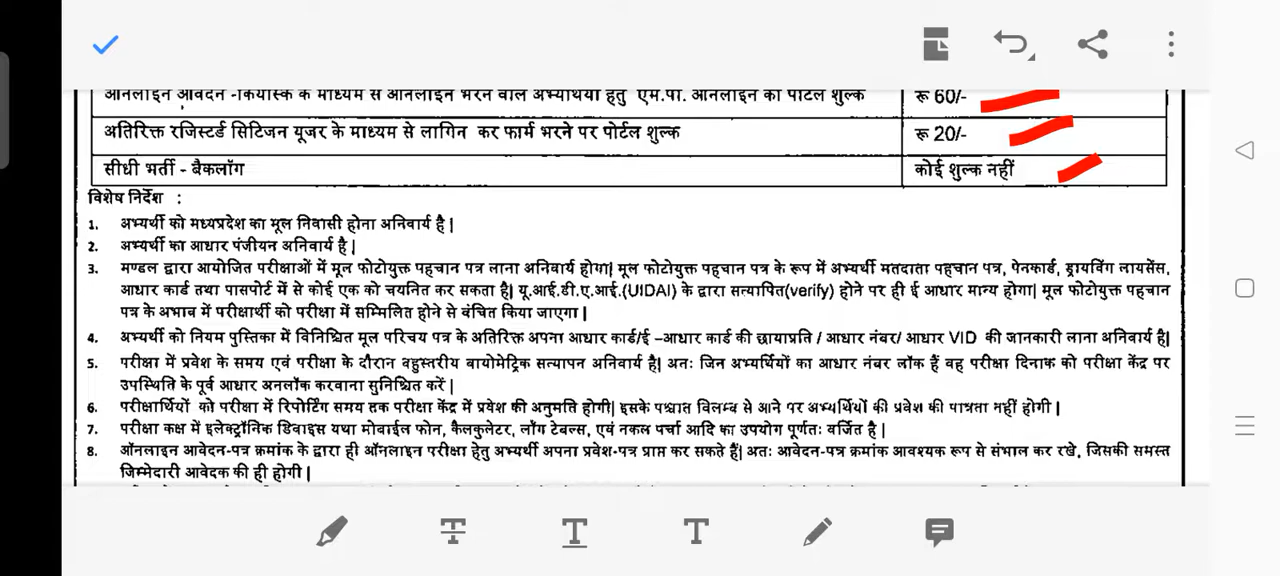 ऑनलाइन आवेदन -कियोस्क के माध्यम से ऑनलाइन भरने वाले अभ्यर्थियों हेतु एम.पी. ऑनलाइन का पोर्टल शुल्क रू 60/-
अतिरिक्त रजिस्टर्ड सिटिजन यूजर के माध्यम से लागिन कर फार्म भरने पर पोर्टल शुल्क रू 20/-
सीधी भर्ती - बैकलॉग कोई शुल्क नहीं
विशेष निर्देश :
1. अभ्यर्थी को मध्यप्रदेश का मूल निवासी होना अनिवार्य है|
2. अभ्यर्थी का आधार पंजीयन अनिवार्य है|
3. मण्डल द्वारा आयोजित परीक्षाओं में मूल फोटोयुक्त पहचान पत्र लाना अनिवार्य होगा| मूल फोटोयुक्त पहचान पत्र के रूप में अभ्यर्थी मतदाता पहचान पत्र, पेनकार्ड, ड्रायविंग लायसेंस,
आधार कार्ड तथा पासपोर्ट में से कोई एक को चयनित कर सकता है| यू.आई.डी.ए.आई.(UIDAI) के द्वारा सत्यापित(verify) होने पर ही ई आधार मान्य होगा| मूल फोटोयुक्त पहचान
पत्र के अभाव में परीक्षार्थी को परीक्षा में सम्मिलित होने से वंचित किया जाएगा|
4. अभ्यर्थी को नियम पुस्तिका में विनिश्चित मूल परिचय पत्र के अतिरिक्त अपना आधार कार्ड/ई –आधार कार्ड की छायाप्रति / आधार नंबर/ आधार VID की जानकारी लाना अनिवार्य है|
5. परीक्षा में प्रवेश के समय एवं परीक्षा के दौरान बहुस्तरीय बायोमेट्रिक सत्यापन अनिवार्य है| अतः जिन अभ्यर्थियों का आधार नंबर लॉक हैं वह परीक्षा दिनाक को परीक्षा केंद्र पर
उपस्थिति के पूर्व आधार अनलॉक करवाना सुनिश्चित करें|
6. परीक्षार्थियों को परीक्षा में रिपोर्टिंग समय तक परीक्षा केंद्र में प्रवेश की अनुमति होगी| इसके पश्चात विलम्ब से आने पर अभ्यर्थियों की प्रवेश की पात्रता नहीं होगी|
7. परीक्षा कक्ष में इलेक्ट्रॉनिक डिवाइस यथा मोबाईल फोन, कैलकुलेटर, लॉग टेबल्स, एवं नकल पर्चा आदि का उपयोग पूर्णतः वर्जित है|
8. ऑनलाइन आवेदन-पत्र क्रमांक के द्वारा ही ऑनलाइन परीक्षा हेतु अभ्यर्थी अपना प्रवेश-पत्र प्राप्त कर सकते हैं| अतः आवेदन-पत्र क्रमांक आवश्यक रूप से संभाल कर रखे, जिसकी समस्त
जिम्मेदारी आवेदक की ही होगी|